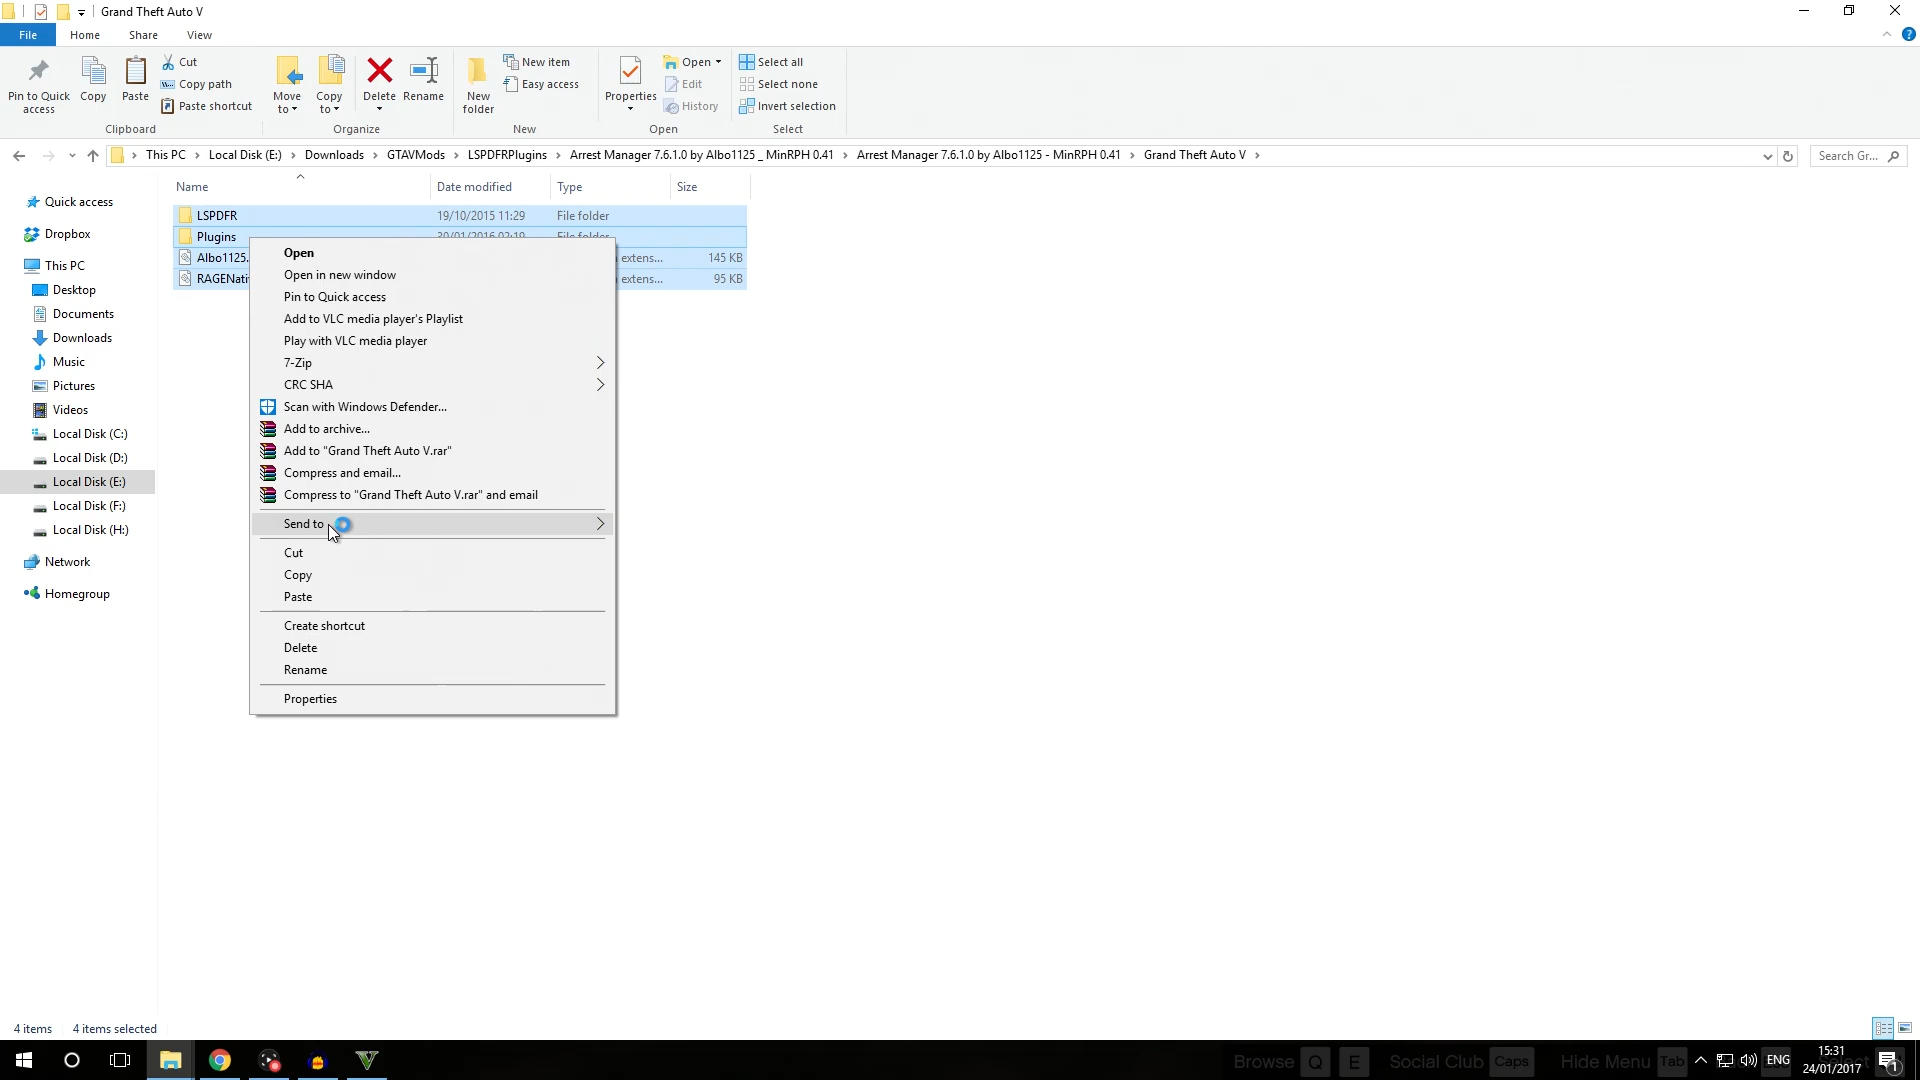 Grand Theft Auto V
File
Home
Share
View
Pin to Quick access
Copy
Paste
Cut
Copy path
Paste shortcut
Clipboard
Move to
Copy to
Delete
Rename
Organize
New folder
New item
Easy access
New
Properties
Open
Edit
History
Open
Select all
Select none
Invert selection
Select
This PC
Local Disk (E:)
Downloads
GTAVMods
LSPDFRPlugins
Arrest Manager 7.6.1.0 by Albo1125 _ MinRPH 0.41
Arrest Manager 7.6.1.0 by Albo1125 - MinRPH 0.41
Grand Theft Auto V
Search Gr...
Name
Date modified
Type
Size
LSPDFR
19/10/2015 11:29
File folder
Plugins
30/01/2016 02:19
File folder
Albo1125.
extens...
145 KB
RAGENati
extens...
95 KB
Quick access
Dropbox
This PC
Desktop
Documents
Downloads
Music
Pictures
Videos
Local Disk (C:)
Local Disk (D:)
Local Disk (E:)
Local Disk (F:)
Local Disk (H:)
Network
Homegroup
Open
Open in new window
Pin to Quick access
Add to VLC media player's Playlist
Play with VLC media player
7-Zip
CRC SHA
Scan with Windows Defender...
Add to archive...
Add to "Grand Theft Auto V.rar"
Compress and email...
Compress to "Grand Theft Auto V.rar" and email
Send to
Cut
Copy
Paste
Create shortcut
Delete
Rename
Properties
4 items
4 items selected
Browse Q E
Social Club Caps
Hide Menu Tab
Select
ENG
15:31
24/01/2017
1